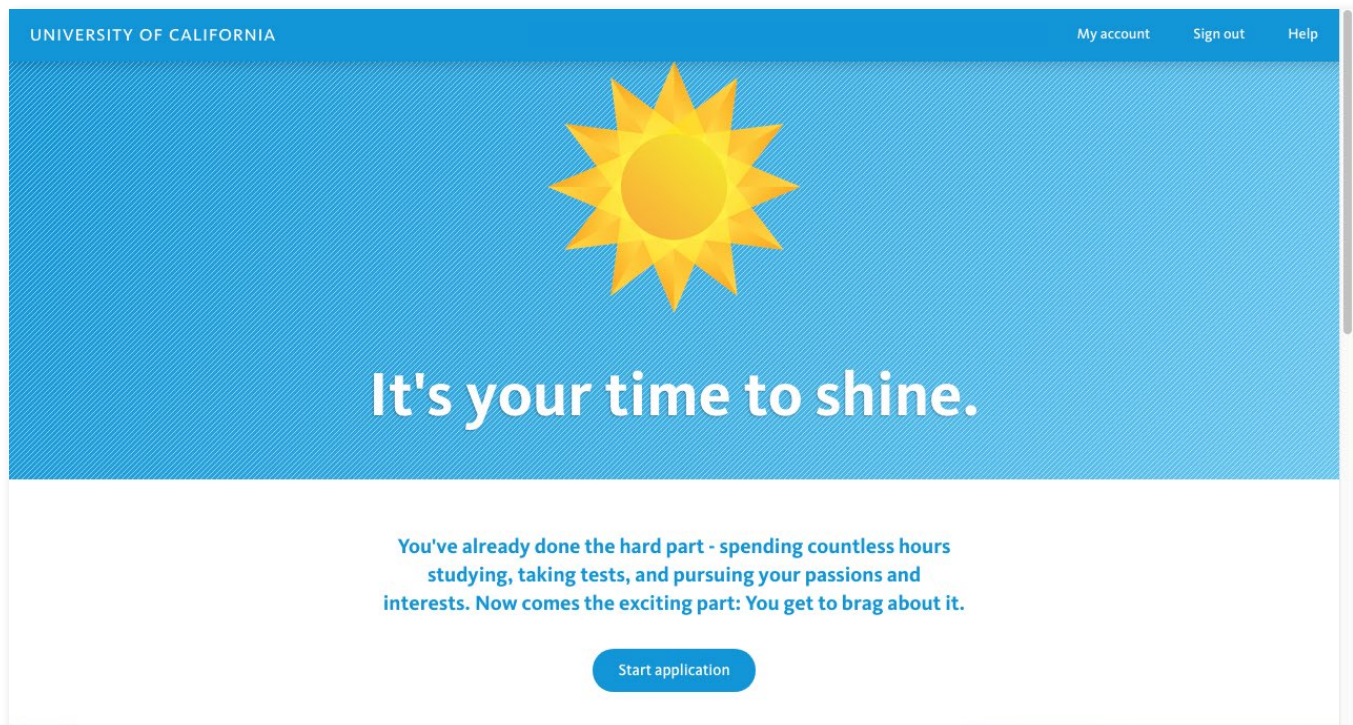 UNIVERSITY OF CALIFORNIA
My account
Sign out
Help
It's your time to shine.
You've already done the hard part - spending countless hours
studying, taking tests, and pursuing your passions and
interests. Now comes the exciting part: You get to brag about it.
Start application